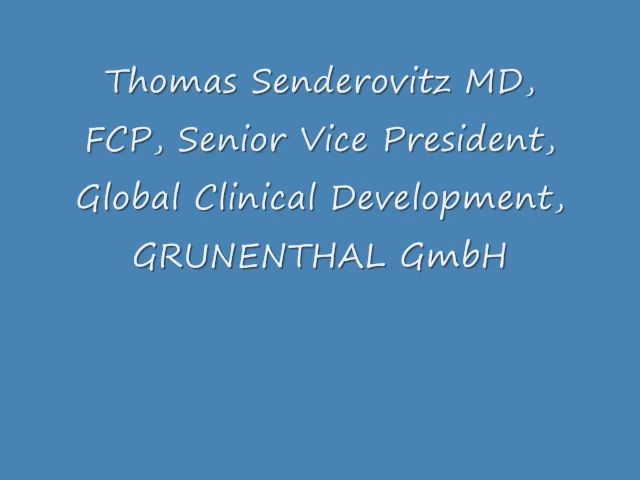 Thomas Senderovitz MD,
FCP, Senior Vice President,
Global Clinical Development,
GRUNENTHAL GmbH